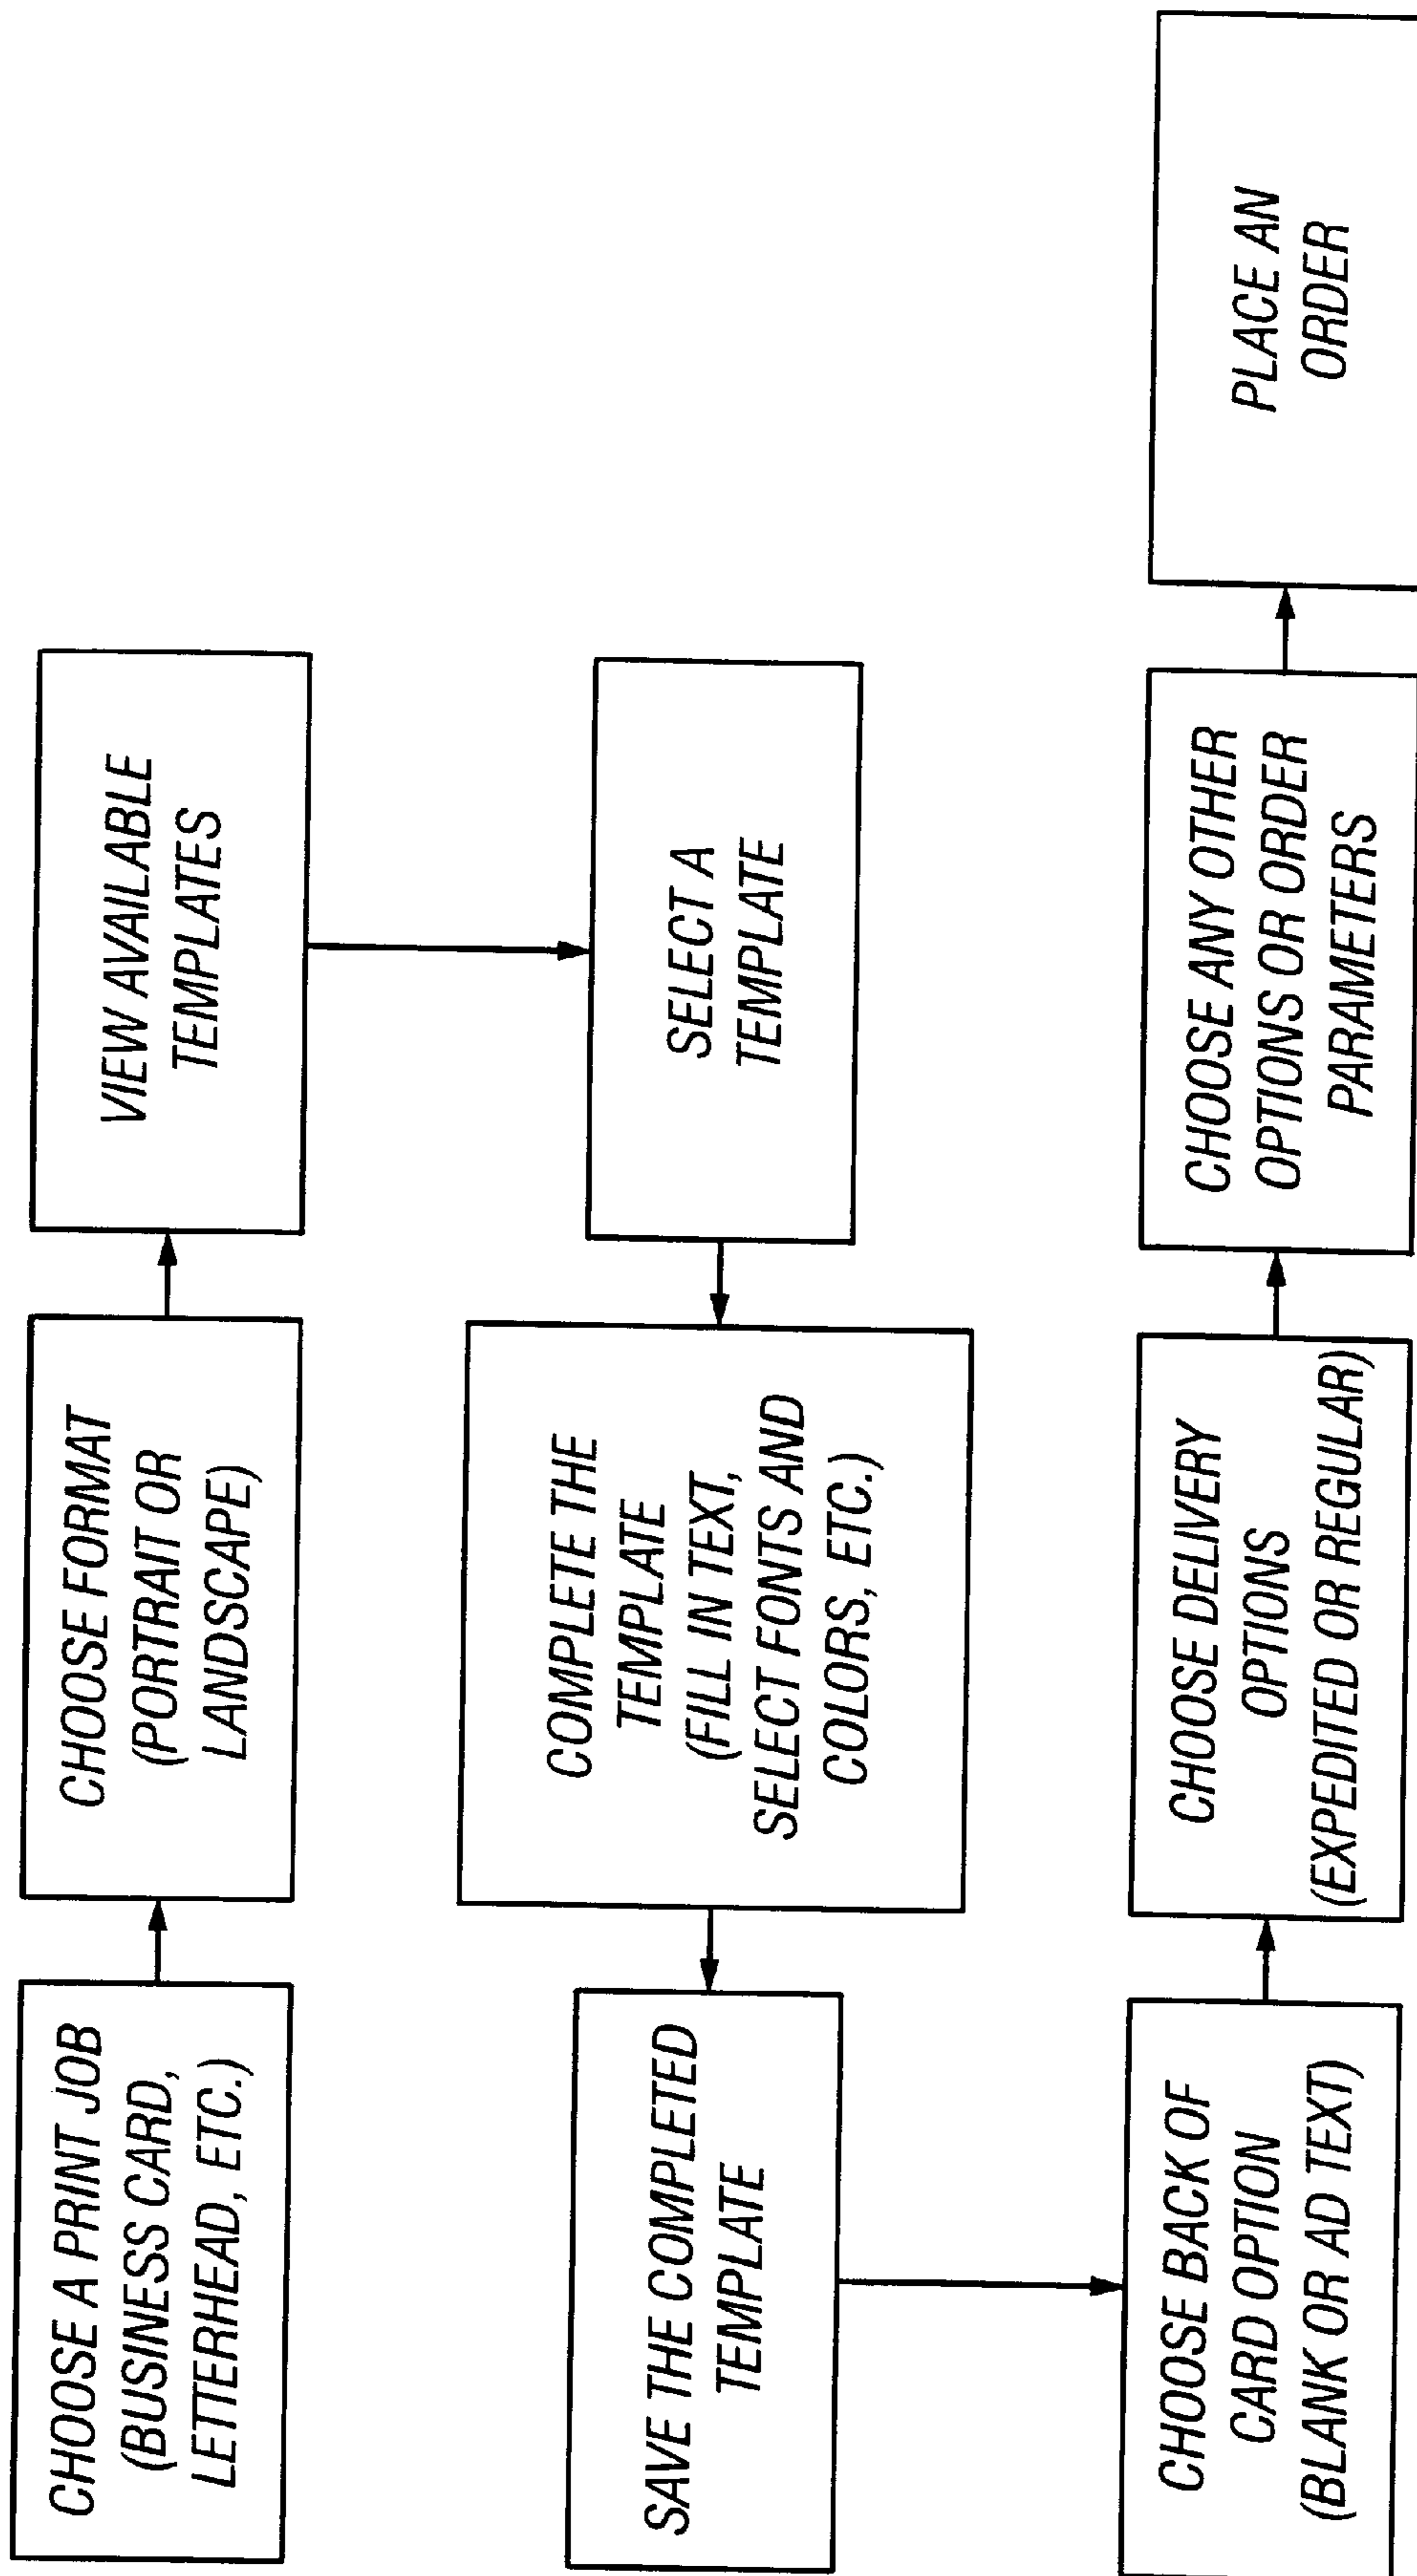 CHOOSE A PRINT JOB
(BUSINESS CARD,
LETTERHEAD, ETC.)
CHOOSE FORMAT
(PORTRAIT OR
LANDSCAPE)
VIEW AVAILABLE
TEMPLATES
SELECT A
TEMPLATE
COMPLETE THE
TEMPLATE
(FILL IN TEXT,
SELECT FONTS AND
COLORS, ETC.)
SAVE THE COMPLETED
TEMPLATE
CHOOSE BACK OF
CARD OPTION
(BLANK OR AD TEXT)
CHOOSE DELIVERY
OPTIONS
(EXPEDITED OR REGULAR)
CHOOSE ANY OTHER
OPTIONS OR ORDER
PARAMETERS
PLACE AN
ORDER